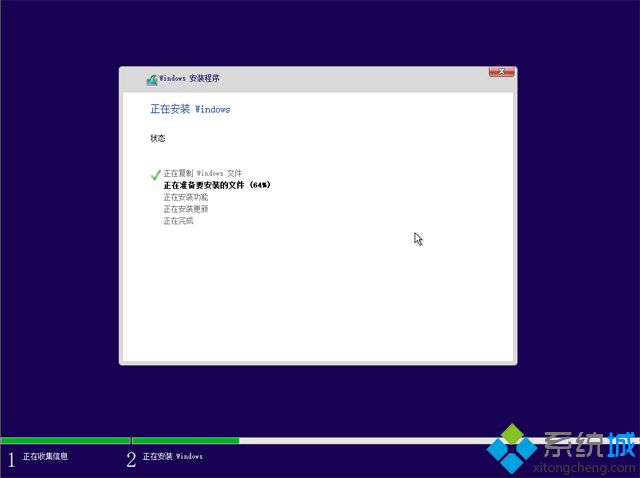 Windows 安装程序
正在安装 Windows
状态
正在复制 Windows 文件
正在准备要安装的文件 (64%)
正在安装功能
正在安装更新
正在完成
1 正在收集信息
2 正在安装 Windows
系统城
xitongcheng.com